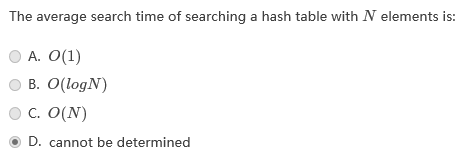 The average search time of searching a hash table with N elements is:
A. O(1)
B. O(logN)
C. O(N)
D. cannot be determined